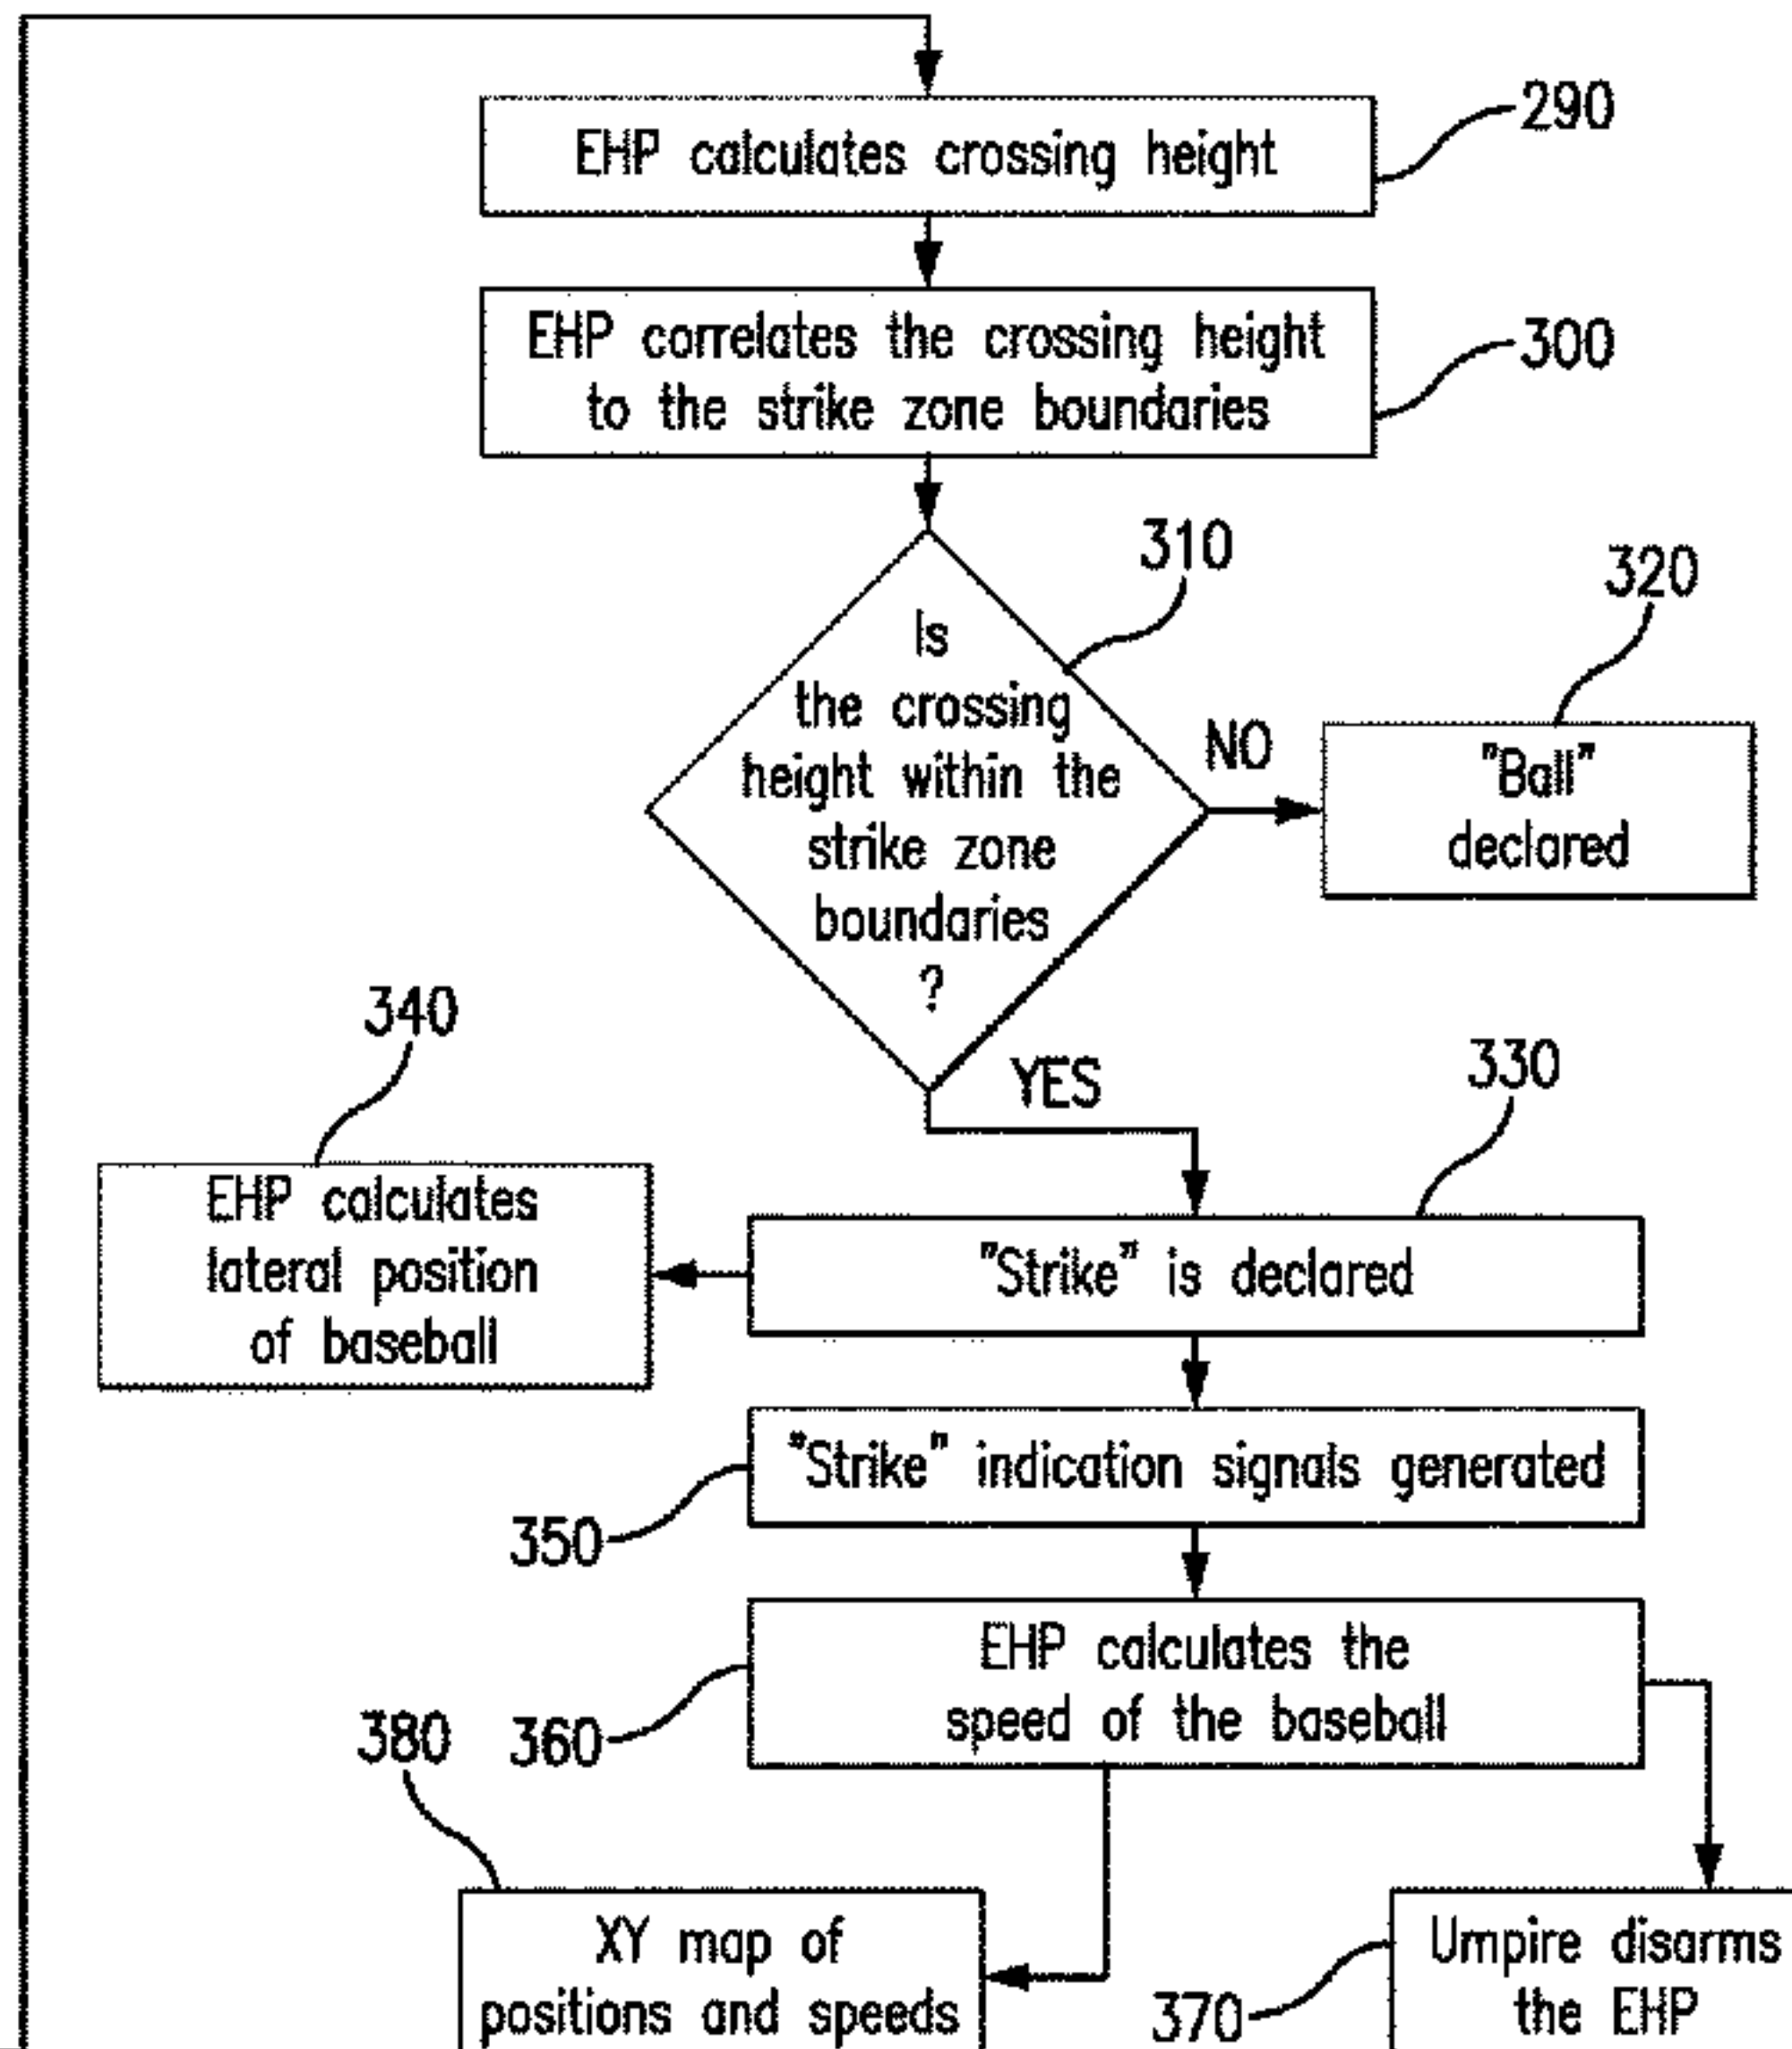 EHP calculates crossing height
290
EHP correlates the crossing height
to the strike zone boundaries
300
310
Is
the crossing
height within the
strike zone
boundaries
?
NO
320
"Ball"
declared
YES
340
EHP calculates
lateral position
of baseball
330
"Strike" is declared
"Strike" indication signals generated
350
EHP calculates the
speed of the baseball
360
380
XY map of
positions and speeds
370
Umpire disarms
the EHP